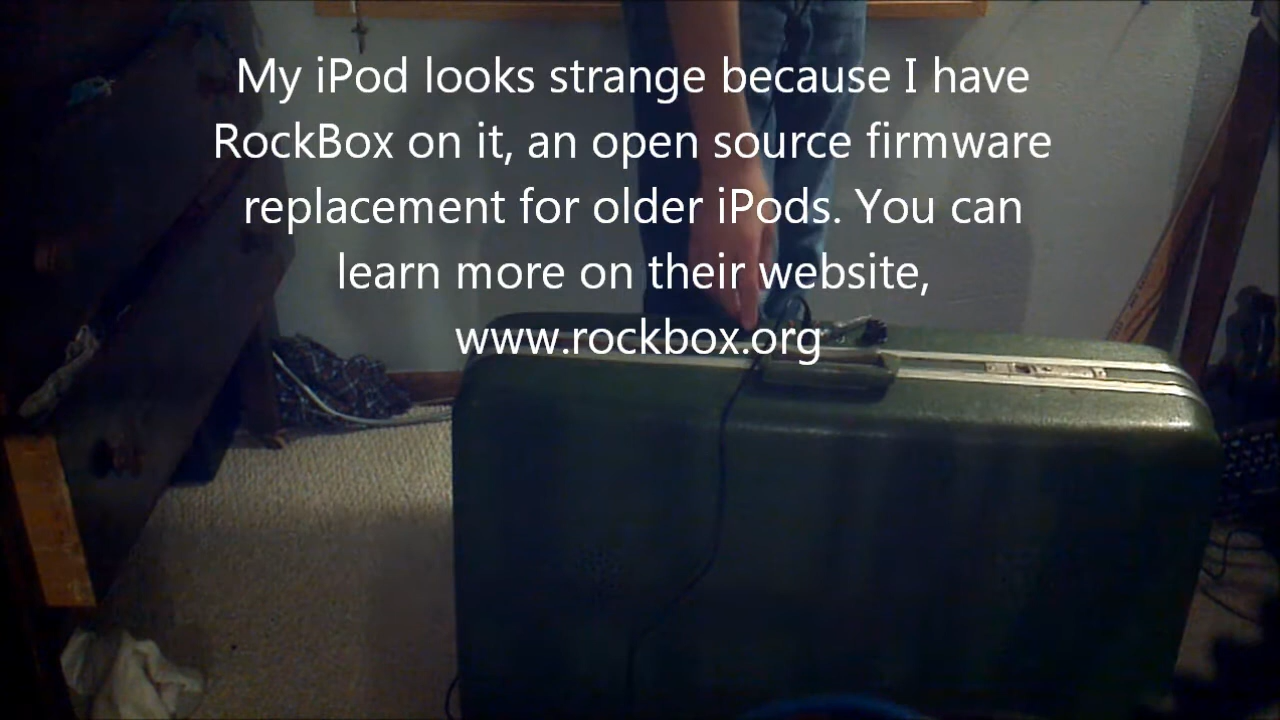 My iPod looks strange because I have
RockBox on it, an open source firmware
replacement for older iPods. You can
learn more on their website,
www.rockbox.org